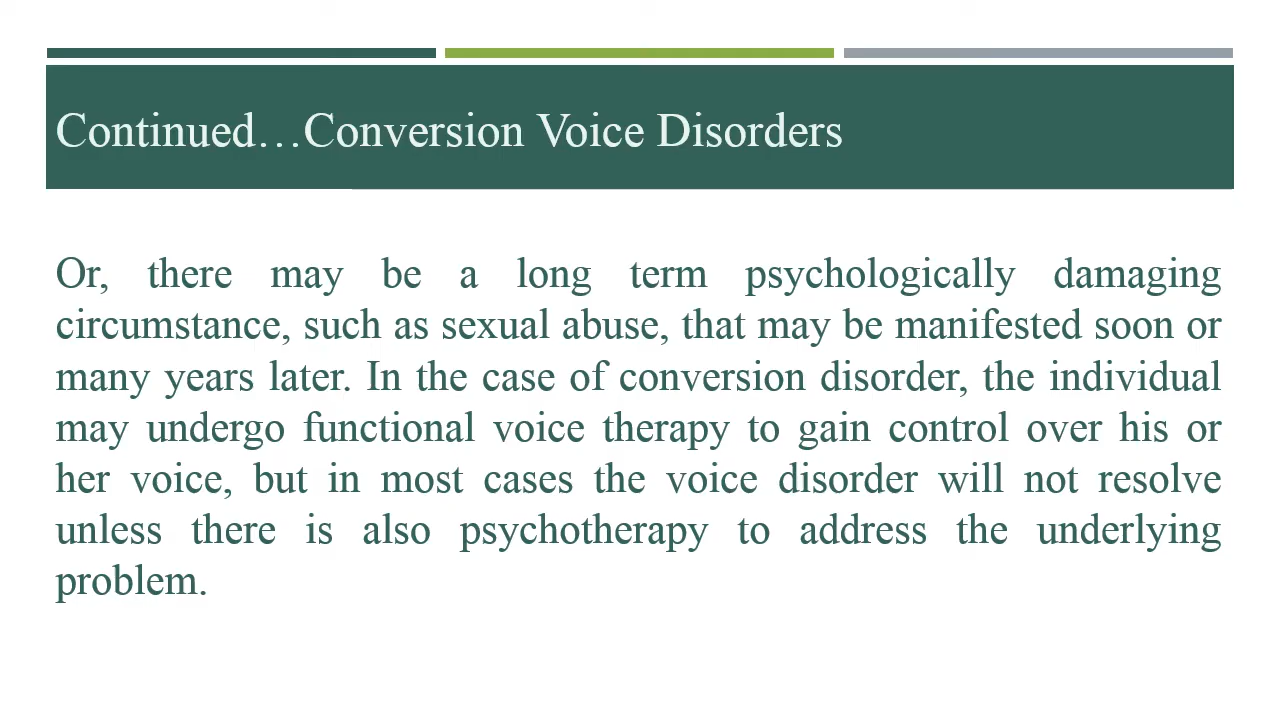 Continued…Conversion Voice Disorders
Or, there may be a long term psychologically damaging
circumstance, such as sexual abuse, that may be manifested soon or
many years later. In the case of conversion disorder, the individual
may undergo functional voice therapy to gain control over his or
her voice, but in most cases the voice disorder will not resolve
unless there is also psychotherapy to address the underlying
problem.